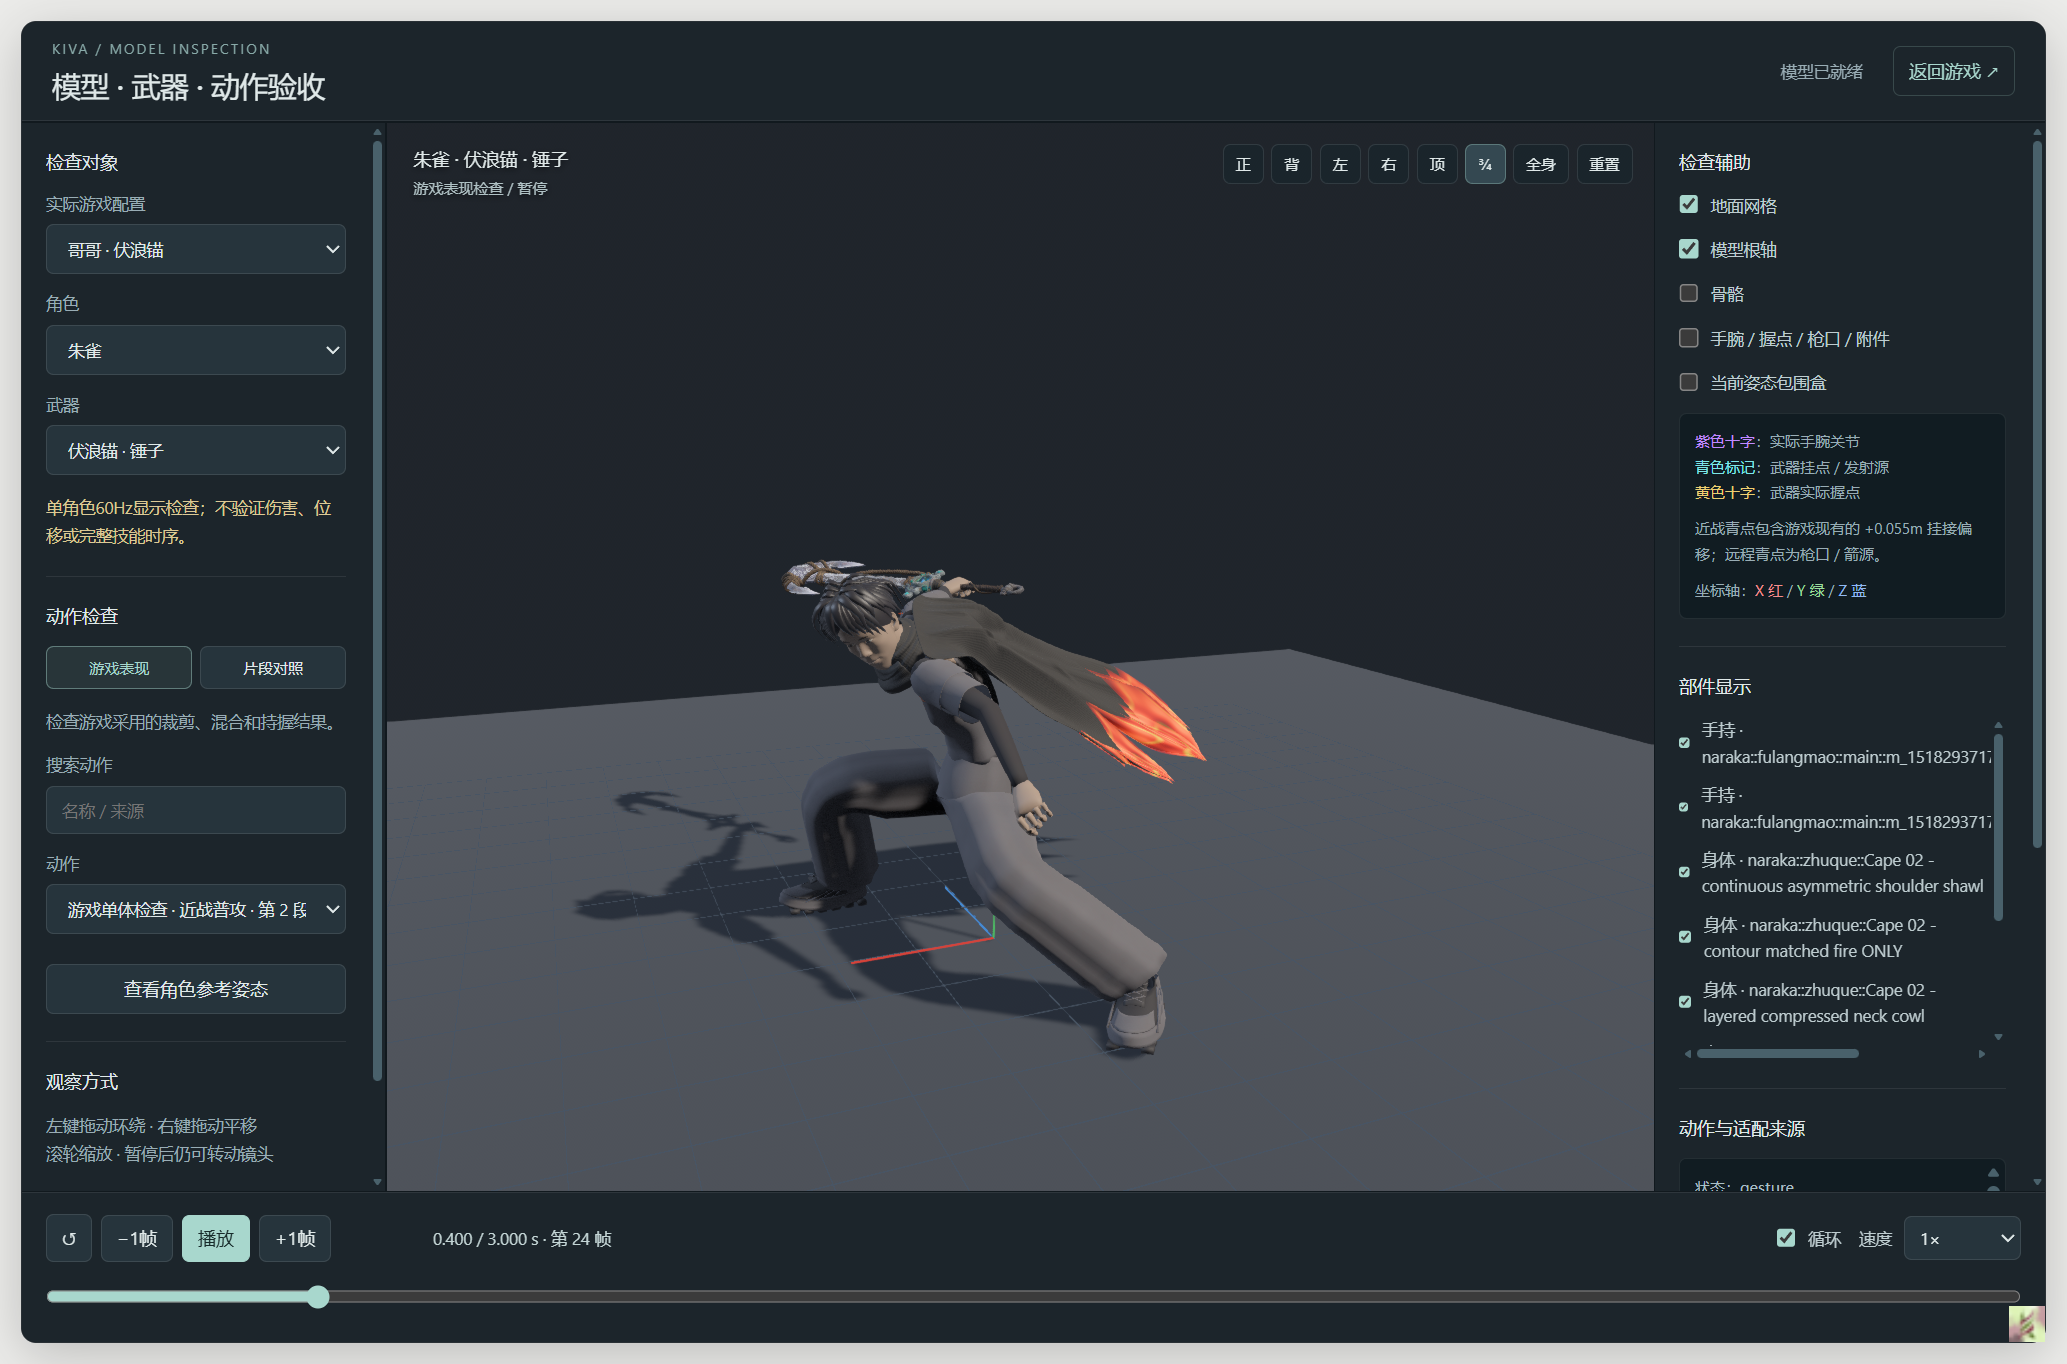 KIVA / MODEL INSPECTION
模型 · 武器 · 动作验收
模型已就绪
返回游戏 ↗
检查对象
实际游戏配置
哥哥 · 伏浪锚
角色
朱雀
武器
伏浪锚 · 锤子
单角色60Hz显示检查；不验证伤害、位
移或完整技能时序。
动作检查
游戏表现
片段对照
检查游戏采用的裁剪、混合和持握结果。
搜索动作
名称 / 来源
动作
游戏单体检查 · 近战普攻 · 第 2 段
查看角色参考姿态
观察方式
左键拖动环绕 · 右键拖动平移
滚轮缩放 · 暂停后仍可转动镜头
朱雀 · 伏浪锚 · 锤子
游戏表现检查 / 暂停
正
背
左
右
顶
¾
全身
重置
检查辅助
地面网格
模型根轴
骨骼
手腕 / 握点 / 枪口 / 附件
当前姿态包围盒
紫色十字：实际手腕关节
青色标记：武器挂点 / 发射源
黄色十字：武器实际握点
近战青点包含游戏现有的 +0.055m 挂接偏
移；远程青点为枪口 / 箭源。
坐标轴：X 红 / Y 绿 / Z 蓝
部件显示
手持 ·
naraka::fulangmao::main::m_151829371
手持 ·
naraka::fulangmao::main::m_151829371
身体 · naraka::zhuque::Cape 02 -
continuous asymmetric shoulder shawl
身体 · naraka::zhuque::Cape 02 -
contour matched fire ONLY
身体 · naraka::zhuque::Cape 02 -
layered compressed neck cowl
动作与适配来源
状态：gesture
↺
−1帧
播放
+1帧
0.400 / 3.000 s · 第 24 帧
循环
速度
1×